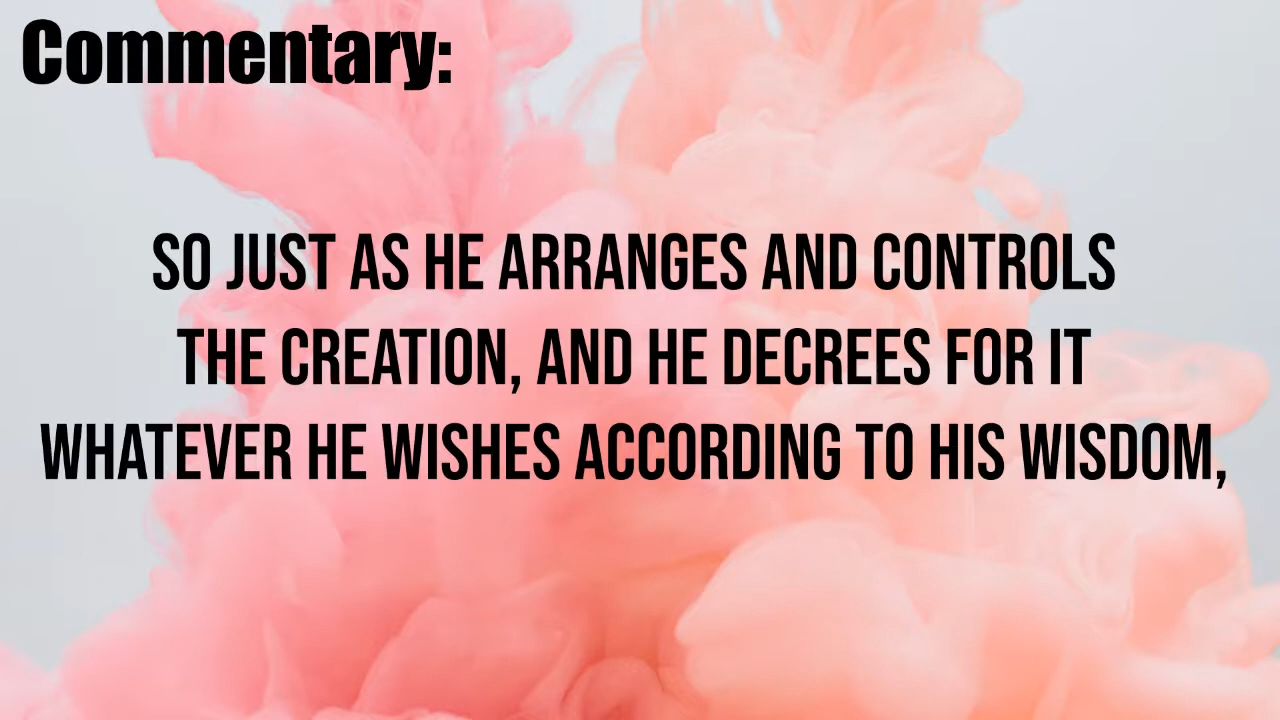 Commentary:
SO JUST AS HE ARRANGES AND CONTROLS
THE CREATION, AND HE DECREES FOR IT
WHATEVER HE WISHES ACCORDING TO HIS WISDOM,